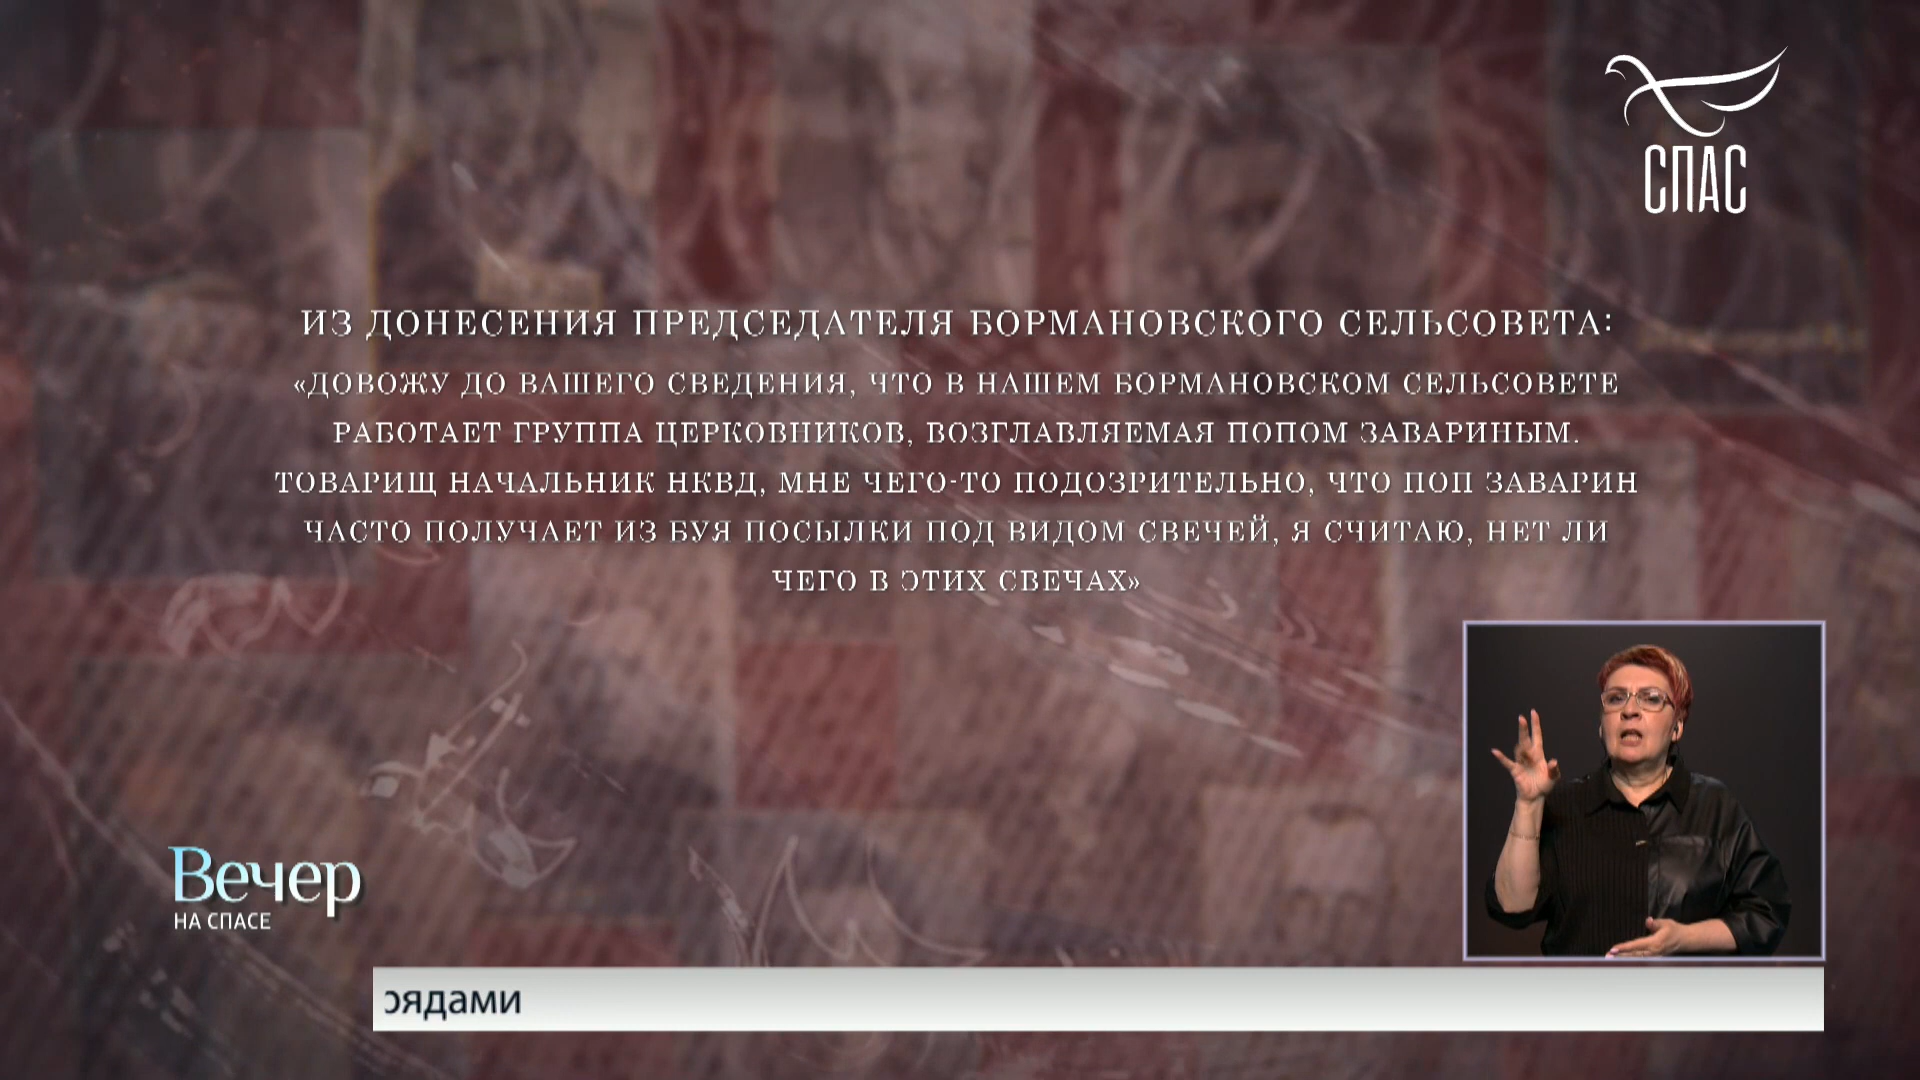 СПАС
ИЗ ДОНЕСЕНИЯ ПРЕДСЕДАТЕЛЯ БОРМАНОВСКОГО СЕЛЬСОВЕТА:
«ДОВОЖУ ДО ВАШЕГО СВЕДЕНИЯ, ЧТО В НАШЕМ БОРМАНОВСКОМ СЕЛЬСОВЕТЕ
РАБОТАЕТ ГРУППА ЦЕРКОВНИКОВ, ВОЗГЛАВЛЯЕМАЯ ПОПОМ ЗАВАРИНЫМ.
ТОВАРИЩ НАЧАЛЬНИК НКВД, МНЕ ЧЕГО-ТО ПОДОЗРИТЕЛЬНО, ЧТО ПОП ЗАВАРИН
ЧАСТО ПОЛУЧАЕТ ИЗ БУЯ ПОСЫЛКИ ПОД ВИДОМ СВЕЧЕЙ, Я СЧИТАЮ, НЕТ ЛИ
ЧЕГО В ЭТИХ СВЕЧАХ»
Вечер
НА СПАСЕ